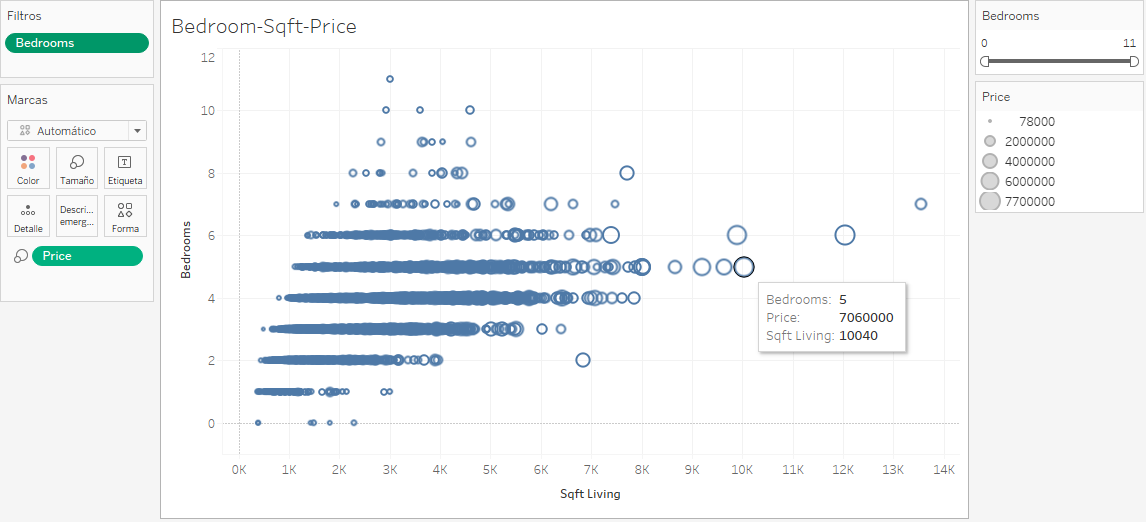 Filtros
Bedrooms
Marcas
Automático
Color
Tamaño
Etiqueta
Detalle
Descri... emerg...
Forma
Price
Bedroom-Sqft-Price
Bedrooms
12
10
8
6
4
2
0
0K 1K 2K 3K 4K 5K 6K 7K 8K 9K 10K 11K 12K 13K 14K
Sqft Living
Bedrooms: 5
Price: 7060000
Sqft Living: 10040
Bedrooms
0 11
Price
78000
2000000
4000000
6000000
7700000